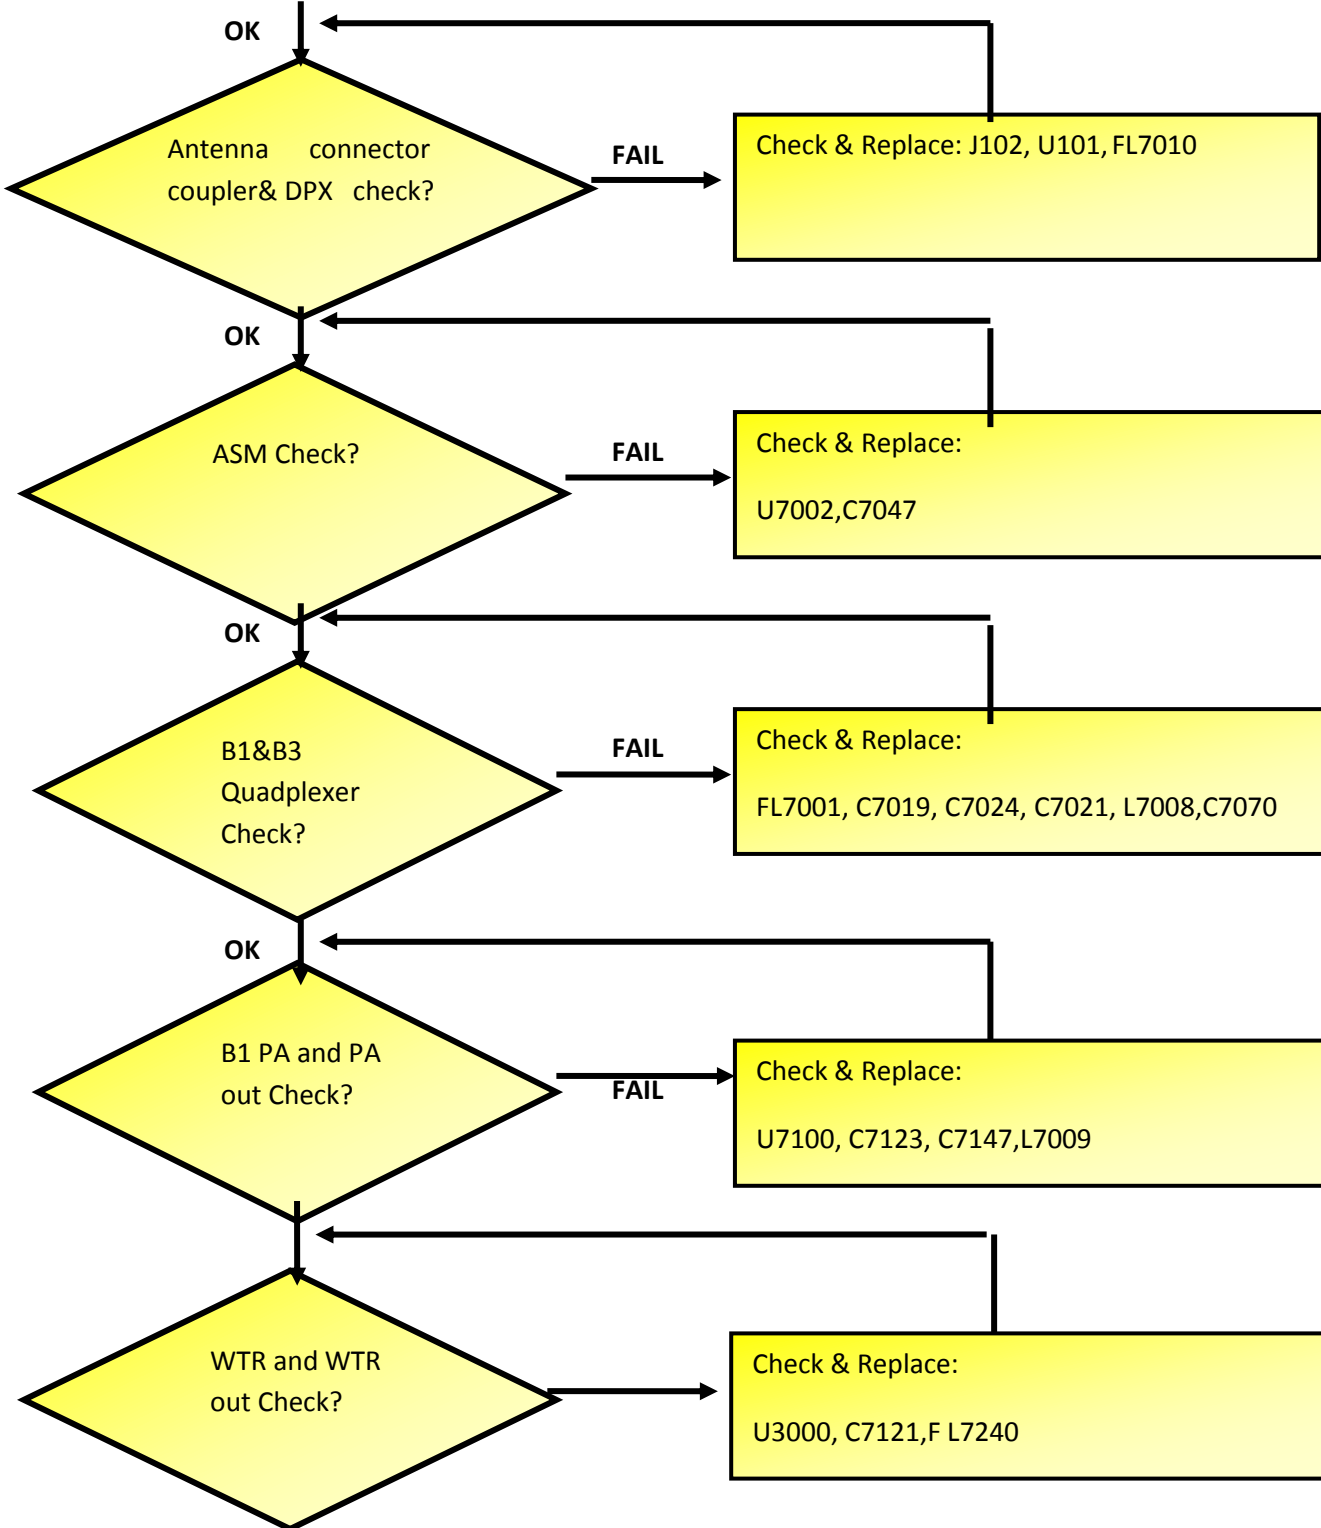 OK
Antenna connector
coupler& DPX check?
FAIL
Check & Replace: J102, U101, FL7010
OK
ASM Check?
FAIL
Check & Replace:
U7002,C7047
OK
B1&B3
Quadplexer
Check?
FAIL
Check & Replace:
FL7001, C7019, C7024, C7021, L7008,C7070
OK
B1 PA and PA
out Check?
FAIL
Check & Replace:
U7100, C7123, C7147,L7009
WTR and WTR
out Check?
Check & Replace:
U3000, C7121,F L7240